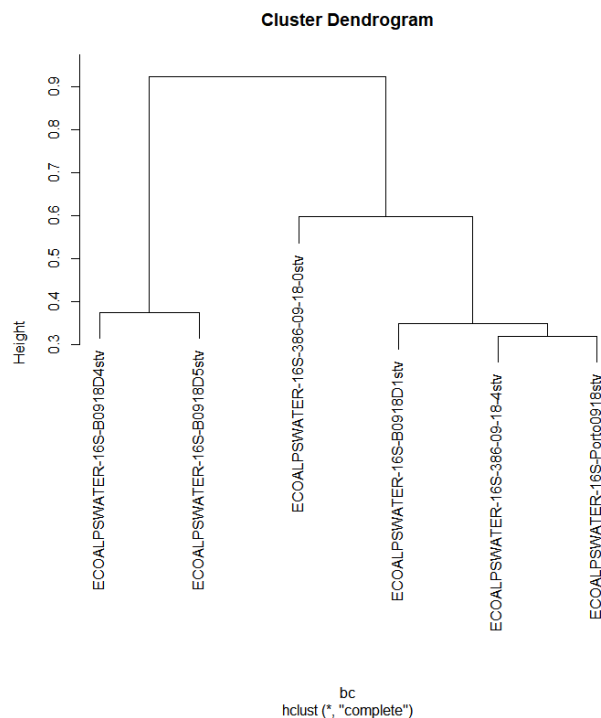 Cluster Dendrogram
Height
0.3
0.4
0.5
0.6
0.7
0.8
0.9
ECOALPSWATER-16S-B0918D4stv
ECOALPSWATER-16S-B0918D5stv
ECOALPSWATER-16S-386-09-18-0stv
ECOALPSWATER-16S-B0918D1stv
ECOALPSWATER-16S-386-09-18-4stv
ECOALPSWATER-16S-Porto0918stv
bc
hclust (*, "complete")